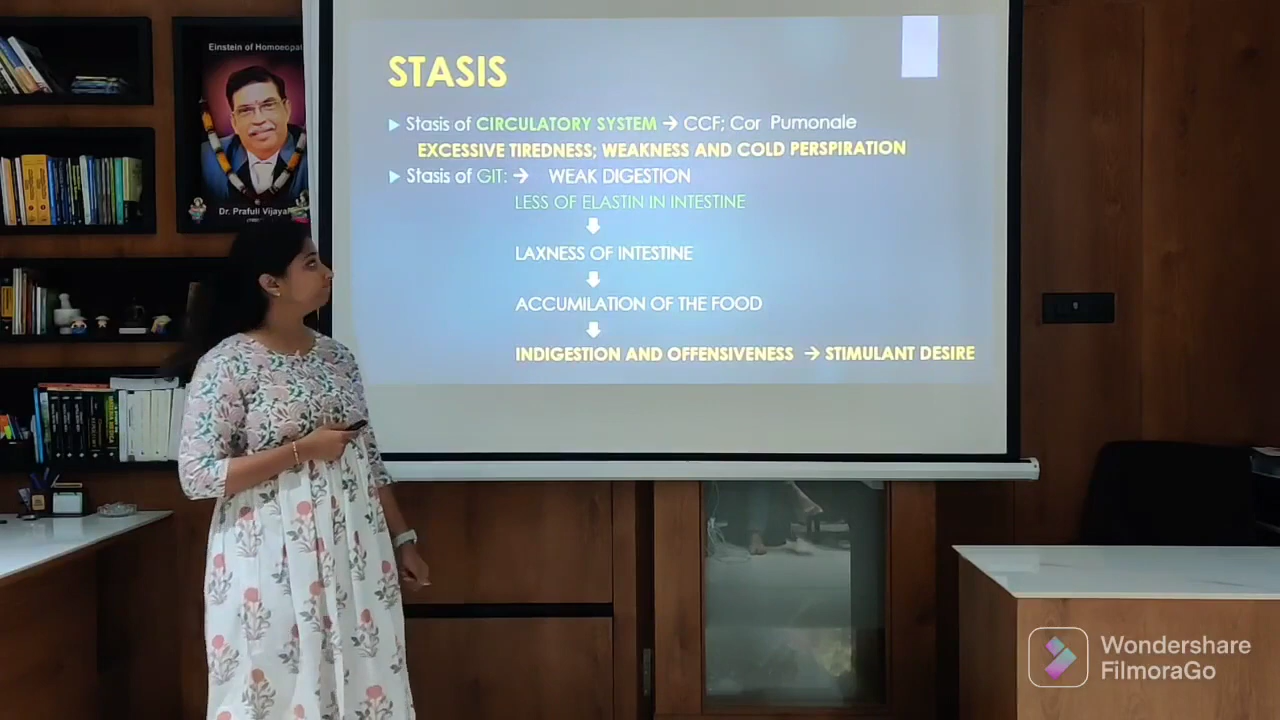 Einstein of Homoeopat
Dr. Prafull Vijaya
STASIS
Stasis of CIRCULATORY SYSTEM → CCF; Cor Pumonale
EXCESSIVE TIREDNESS; WEAKNESS AND COLD PERSPIRATION
Stasis of GIT: → WEAK DIGESTION
LESS OF ELASTIN IN INTESTINE
LAXNESS OF INTESTINE
ACCUMILATION OF THE FOOD
INDIGESTION AND OFFENSIVENESS → STIMULANT DESIRE
Wondershare
FilmoraGo